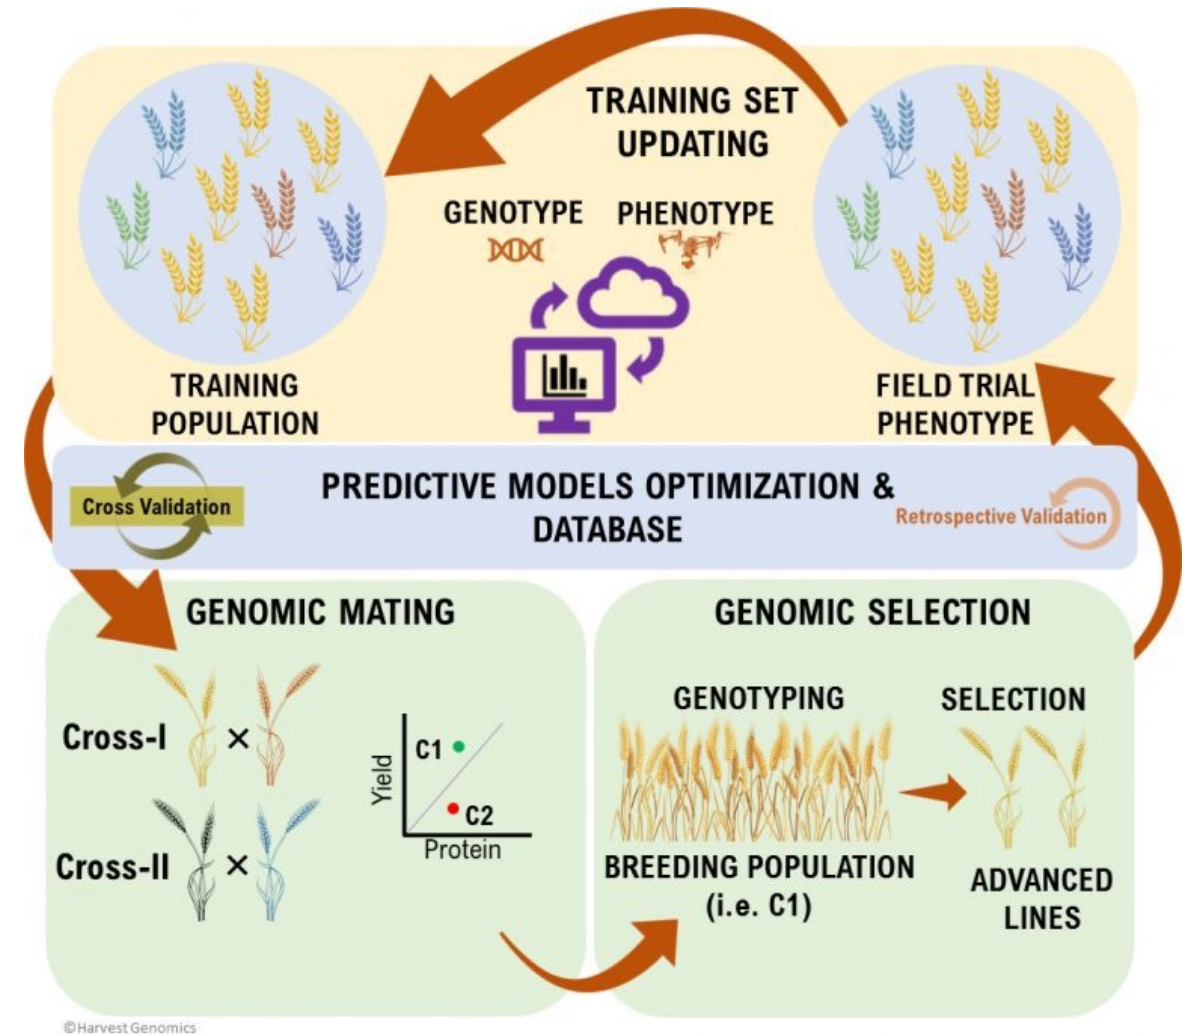 TRAINING SET
UPDATING
GENOTYPE
PHENOTYPE
TRAINING
POPULATION
FIELD TRIAL
PHENOTYPE
Cross Validation
PREDICTIVE MODELS OPTIMIZATION &
DATABASE
Retrospective Validation
GENOMIC MATING
Cross-I
×
Cross-II
×
Yield
C1
C2
Protein
GENOMIC SELECTION
GENOTYPING
SELECTION
BREEDING POPULATION
(i.e. C1)
ADVANCED
LINES
©Harvest Genomics